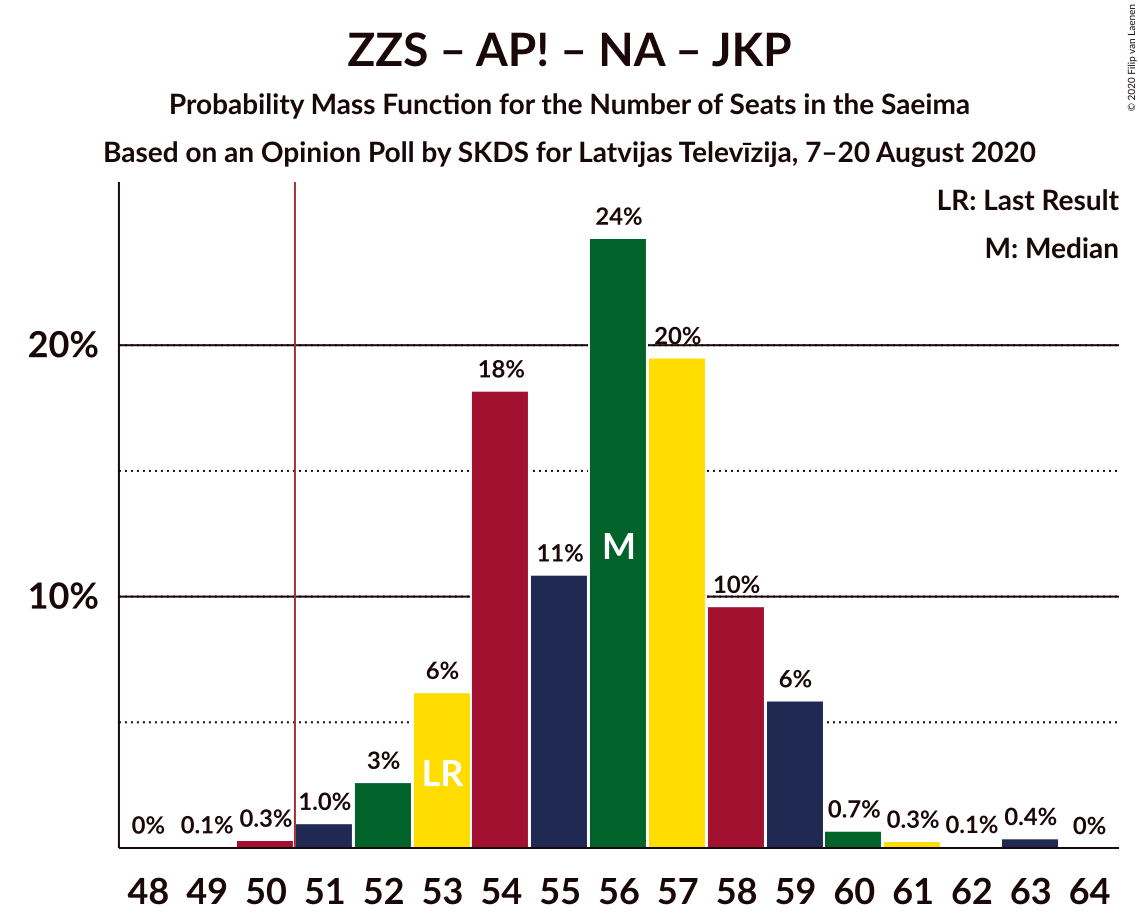 ZZS – AP! – NA – JKP
Probability Mass Function for the Number of Seats in the Saeima
Based on an Opinion Poll by SKDS for Latvijas Televīzija, 7–20 August 2020
© 2020 Filip van Laenen
LR: Last Result
M: Median
20%
10%
0%
0.1%
0.3%
1.0%
3%
6%
18%
11%
24%
20%
10%
6%
0.7%
0.3%
0.1%
0.4%
0%
LR
M
48 49 50 51 52 53 54 55 56 57 58 59 60 61 62 63 64